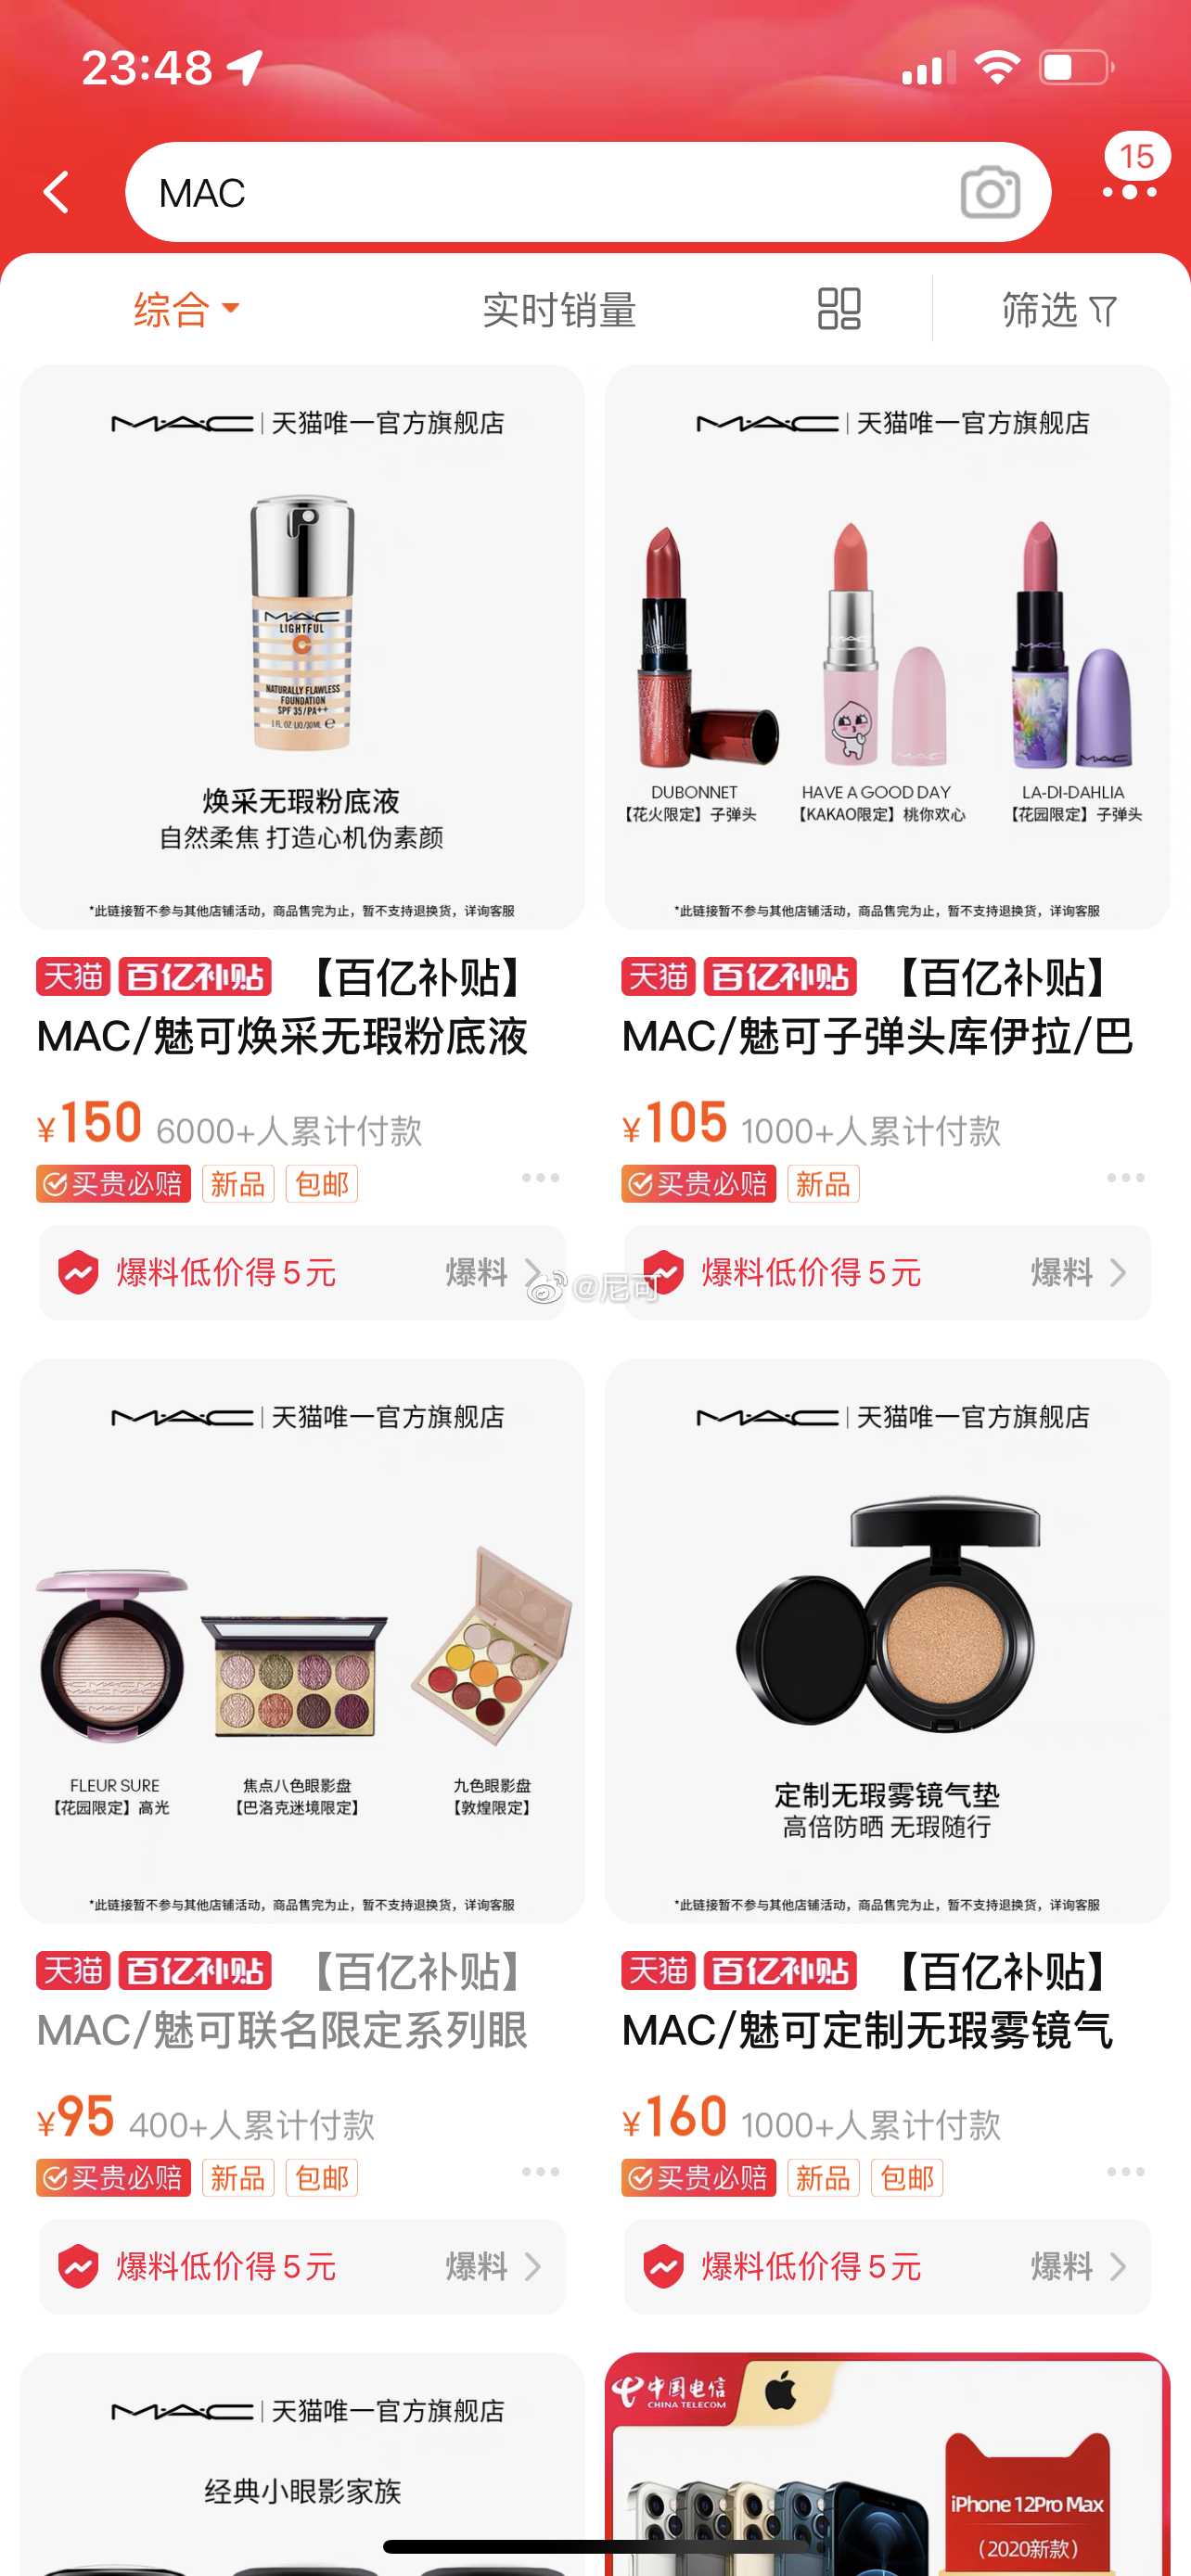 23:48
15
MAC
综合
实时销量
筛选
MAC | 天猫唯一官方旗舰店
MAC
LIGHTFUL
C
NATURALLY FLAWLESS
FOUNDATION
SPF 35/PA++
1 FL OZ LIQ/30ML
焕采无瑕粉底液
自然柔焦 打造心机伪素颜
*此链接暂不参与其他店铺活动，商品售完为止，暂不支持退换货，详询客服
天猫 百亿补贴 【百亿补贴】
MAC/魅可焕采无瑕粉底液
¥150 6000+人累计付款
买贵必赔 新品 包邮
爆料低价得5元 爆料
MAC | 天猫唯一官方旗舰店
DUBONNET
【花火限定】子弹头
HAVE A GOOD DAY
【KAKAO限定】桃你欢心
LA-DI-DAHLIA
【花园限定】子弹头
*此链接暂不参与其他店铺活动，商品售完为止，暂不支持退换货，详询客服
天猫 百亿补贴 【百亿补贴】
MAC/魅可子弹头库伊拉/巴
¥105 1000+人累计付款
买贵必赔 新品
爆料低价得5元 爆料
@尼可
MAC | 天猫唯一官方旗舰店
FLEUR SURE
【花园限定】高光
焦点八色眼影盘
【巴洛克迷境限定】
九色眼影盘
【敦煌限定】
*此链接暂不参与其他店铺活动，商品售完为止，暂不支持退换货，详询客服
天猫 百亿补贴 【百亿补贴】
MAC/魅可联名限定系列眼
¥95 400+人累计付款
买贵必赔 新品 包邮
爆料低价得5元 爆料
MAC | 天猫唯一官方旗舰店
定制无瑕雾镜气垫
高倍防晒 无瑕随行
*此链接暂不参与其他店铺活动，商品售完为止，暂不支持退换货，详询客服
天猫 百亿补贴 【百亿补贴】
MAC/魅可定制无瑕雾镜气
¥160 1000+人累计付款
买贵必赔 新品 包邮
爆料低价得5元 爆料
MAC | 天猫唯一官方旗舰店
经典小眼影家族
中国电信
CHINA TELECOM
iPhone 12Pro Max
（2020新款）